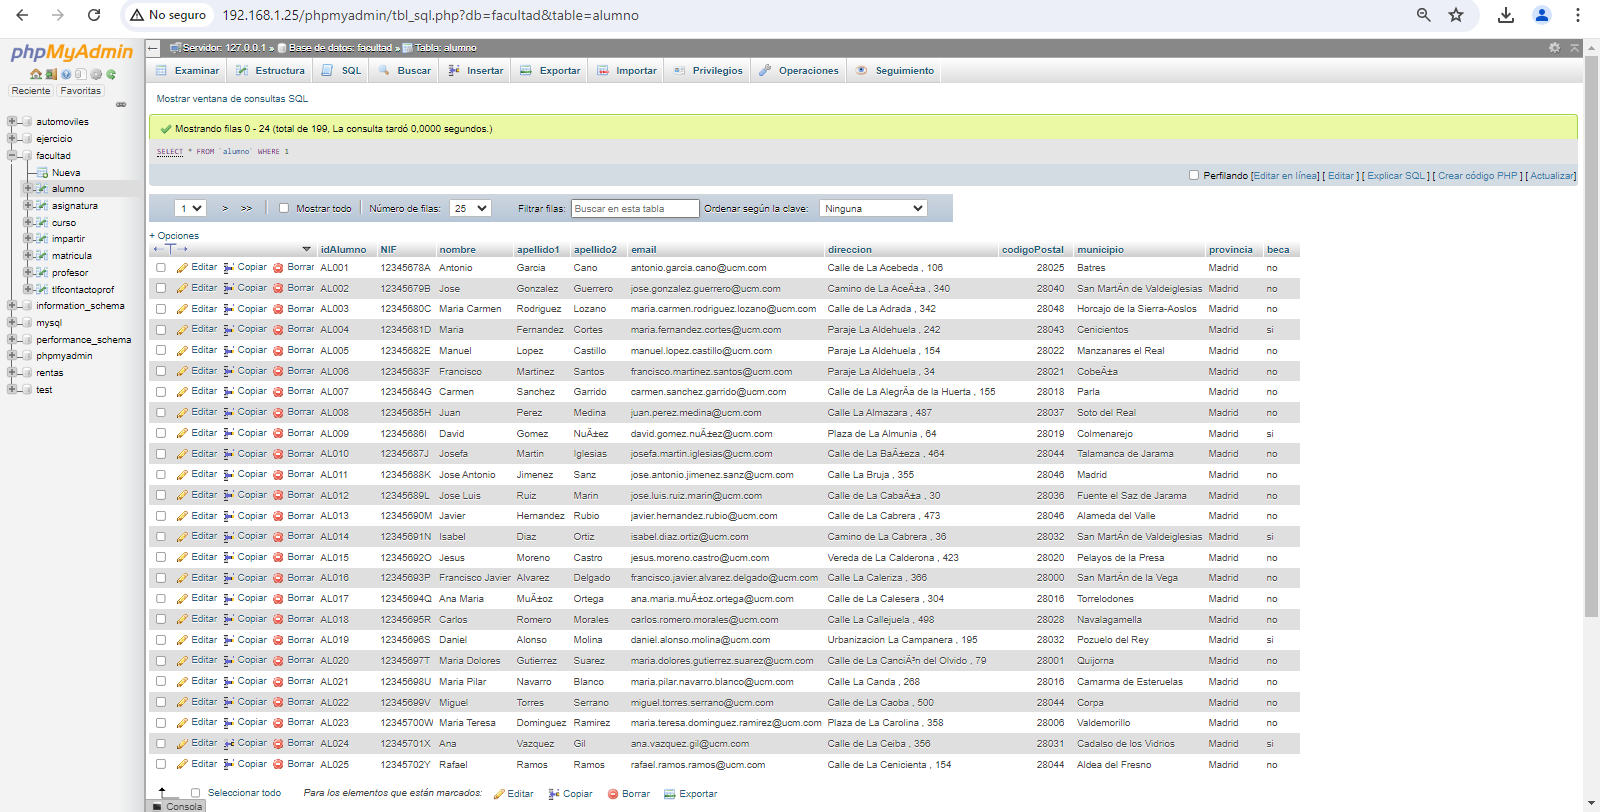 No seguro 192.168.1.25/phpmyadmin/tbl_sql.php?db=facultad&table=alumno
phpMyAdmin
Reciente Favoritas
automoviles
ejercicio
facultad
Nueva
alumno
asignatura
curso
impartir
matricula
profesor
tlfcontactoprof
information_schema
mysql
performance_schema
phpmyadmin
rentas
test
Servidor: 127.0.0.1 » Base de datos: facultad » Tabla: alumno
Examinar Estructura SQL Buscar Insertar Exportar Importar Privilegios Operaciones Seguimiento
Mostrar ventana de consultas SQL
Mostrando filas 0 - 24 (total de 199, La consulta tardó 0,0000 segundos.)
SELECT * FROM `alumno` WHERE 1
Perfilando [Editar en línea] [ Editar ] [ Explicar SQL ] [ Crear código PHP ] [ Actualizar]
1 > >> Mostrar todo Número de filas: 25 Filtrar filas: Buscar en esta tabla Ordenar según la clave: Ninguna
+ Opciones
←T→ idAlumno NIF nombre apellido1 apellido2 email direccion codigoPostal municipio provincia beca
Editar Copiar Borrar AL001 12345678A Antonio Garcia Cano antonio.garcia.cano@ucm.com Calle de La Acebeda , 106 28025 Batres Madrid no
Editar Copiar Borrar AL002 12345679B Jose Gonzalez Guerrero jose.gonzalez.guerrero@ucm.com Camino de La AceÃ±a , 340 28040 San MartÃn de Valdeiglesias Madrid no
Editar Copiar Borrar AL003 12345680C Maria Carmen Rodriguez Lozano maria.carmen.rodriguez.lozano@ucm.com Calle de La Adrada , 342 28048 Horcajo de la Sierra-Aoslos Madrid no
Editar Copiar Borrar AL004 12345681D Maria Fernandez Cortes maria.fernandez.cortes@ucm.com Paraje La Aldehuela , 242 28043 Cenicientos Madrid si
Editar Copiar Borrar AL005 12345682E Manuel Lopez Castillo manuel.lopez.castillo@ucm.com Paraje La Aldehuela , 154 28022 Manzanares el Real Madrid no
Editar Copiar Borrar AL006 12345683F Francisco Martinez Santos francisco.martinez.santos@ucm.com Paraje La Aldehuela , 34 28021 CobeÃ±a Madrid no
Editar Copiar Borrar AL007 12345684G Carmen Sanchez Garrido carmen.sanchez.garrido@ucm.com Calle de La AlegrÃa de la Huerta , 155 28018 Parla Madrid no
Editar Copiar Borrar AL008 12345685H Juan Perez Medina juan.perez.medina@ucm.com Calle La Almazara , 487 28037 Soto del Real Madrid no
Editar Copiar Borrar AL009 12345686I David Gomez NuÃ±ez david.gomez.nuÃ±ez@ucm.com Plaza de La Almunia , 64 28019 Colmenarejo Madrid si
Editar Copiar Borrar AL010 12345687J Josefa Martin Iglesias josefa.martin.iglesias@ucm.com Calle de La BaÃ±eza , 464 28044 Talamanca de Jarama Madrid no
Editar Copiar Borrar AL011 12345688K Jose Antonio Jimenez Sanz jose.antonio.jimenez.sanz@ucm.com Calle La Bruja , 355 28046 Madrid Madrid no
Editar Copiar Borrar AL012 12345689L Jose Luis Ruiz Marin jose.luis.ruiz.marin@ucm.com Calle de La CabaÃ±a , 30 28036 Fuente el Saz de Jarama Madrid no
Editar Copiar Borrar AL013 12345690M Javier Hernandez Rubio javier.hernandez.rubio@ucm.com Calle de La Cabrera , 473 28046 Alameda del Valle Madrid no
Editar Copiar Borrar AL014 12345691N Isabel Diaz Ortiz isabel.diaz.ortiz@ucm.com Camino de La Cabrera , 36 28032 San MartÃn de Valdeiglesias Madrid si
Editar Copiar Borrar AL015 12345692O Jesus Moreno Castro jesus.moreno.castro@ucm.com Vereda de La Calderona , 423 28020 Pelayos de la Presa Madrid no
Editar Copiar Borrar AL016 12345693P Francisco Javier Alvarez Delgado francisco.javier.alvarez.delgado@ucm.com Calle La Caleriza , 366 28000 San MartÃn de la Vega Madrid no
Editar Copiar Borrar AL017 12345694Q Ana Maria MuÃ±oz Ortega ana.maria.muÃ±oz.ortega@ucm.com Calle de La Calesera , 304 28016 Torrelodones Madrid no
Editar Copiar Borrar AL018 12345695R Carlos Romero Morales carlos.romero.morales@ucm.com Calle La Callejuela , 498 28028 Navalagamella Madrid no
Editar Copiar Borrar AL019 12345696S Daniel Alonso Molina daniel.alonso.molina@ucm.com Urbanizacion La Campanera , 195 28032 Pozuelo del Rey Madrid si
Editar Copiar Borrar AL020 12345697T Maria Dolores Gutierrez Suarez maria.dolores.gutierrez.suarez@ucm.com Calle de La CanciÃ³n del Olvido , 79 28001 Quijorna Madrid no
Editar Copiar Borrar AL021 12345698U Maria Pilar Navarro Blanco maria.pilar.navarro.blanco@ucm.com Calle La Canda , 268 28016 Camarma de Esteruelas Madrid no
Editar Copiar Borrar AL022 12345699V Miguel Torres Serrano miguel.torres.serrano@ucm.com Calle de La Caoba , 500 28044 Corpa Madrid no
Editar Copiar Borrar AL023 12345700W Maria Teresa Dominguez Ramirez maria.teresa.dominguez.ramirez@ucm.com Plaza de La Carolina , 358 28006 Valdemorillo Madrid no
Editar Copiar Borrar AL024 12345701X Ana Vazquez Gil ana.vazquez.gil@ucm.com Calle de La Ceiba , 356 28031 Cadalso de los Vidrios Madrid si
Editar Copiar Borrar AL025 12345702Y Rafael Ramos Ramos rafael.ramos.ramos@ucm.com Calle de La Cenicienta , 154 28044 Aldea del Fresno Madrid no
Seleccionar todo Para los elementos que están marcados: Editar Copiar Borrar Exportar
Consola